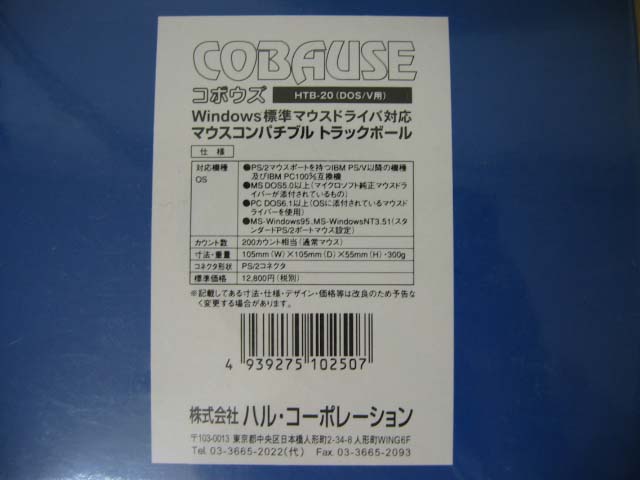 COBAUSE
コボウズ HTB-20(DOS/V用)
Windows標準マウスドライバ対応
マウスコンパチブル トラックボール
仕 様
対応機種 ●PS/2マウスポートを持つIBM PS/V以降の機種
OS 及びIBM PC100%互換機
●MS DOS5.0以上(マイクロソフト純正マウスドラ
イバーが添付されているもの)
●PC DOS6.1以上(OSに添付されているマウスド
ライバーを使用)
●MS-Windows95、MS-WindowsNT3.51(スタ
ンダードPS/2ポートマウス設定)
カウント数 200カウント相当(通常マウス)
寸法・重量 105mm(W)×105mm(D)×55mm(H)・300g
コネクタ形状 PS/2コネクタ
標準価格 12,800円(税別)
※記載してある寸法・仕様・デザイン・価格等は改良のため予告な
く変更する場合があります。
4 939275 102507
株式会社 ハル・コーポレーション
〒103-0013 東京都中央区日本橋人形町2-34-8 人形町WING6F
Tel. 03-3665-2022(代) Fax. 03-3665-2093